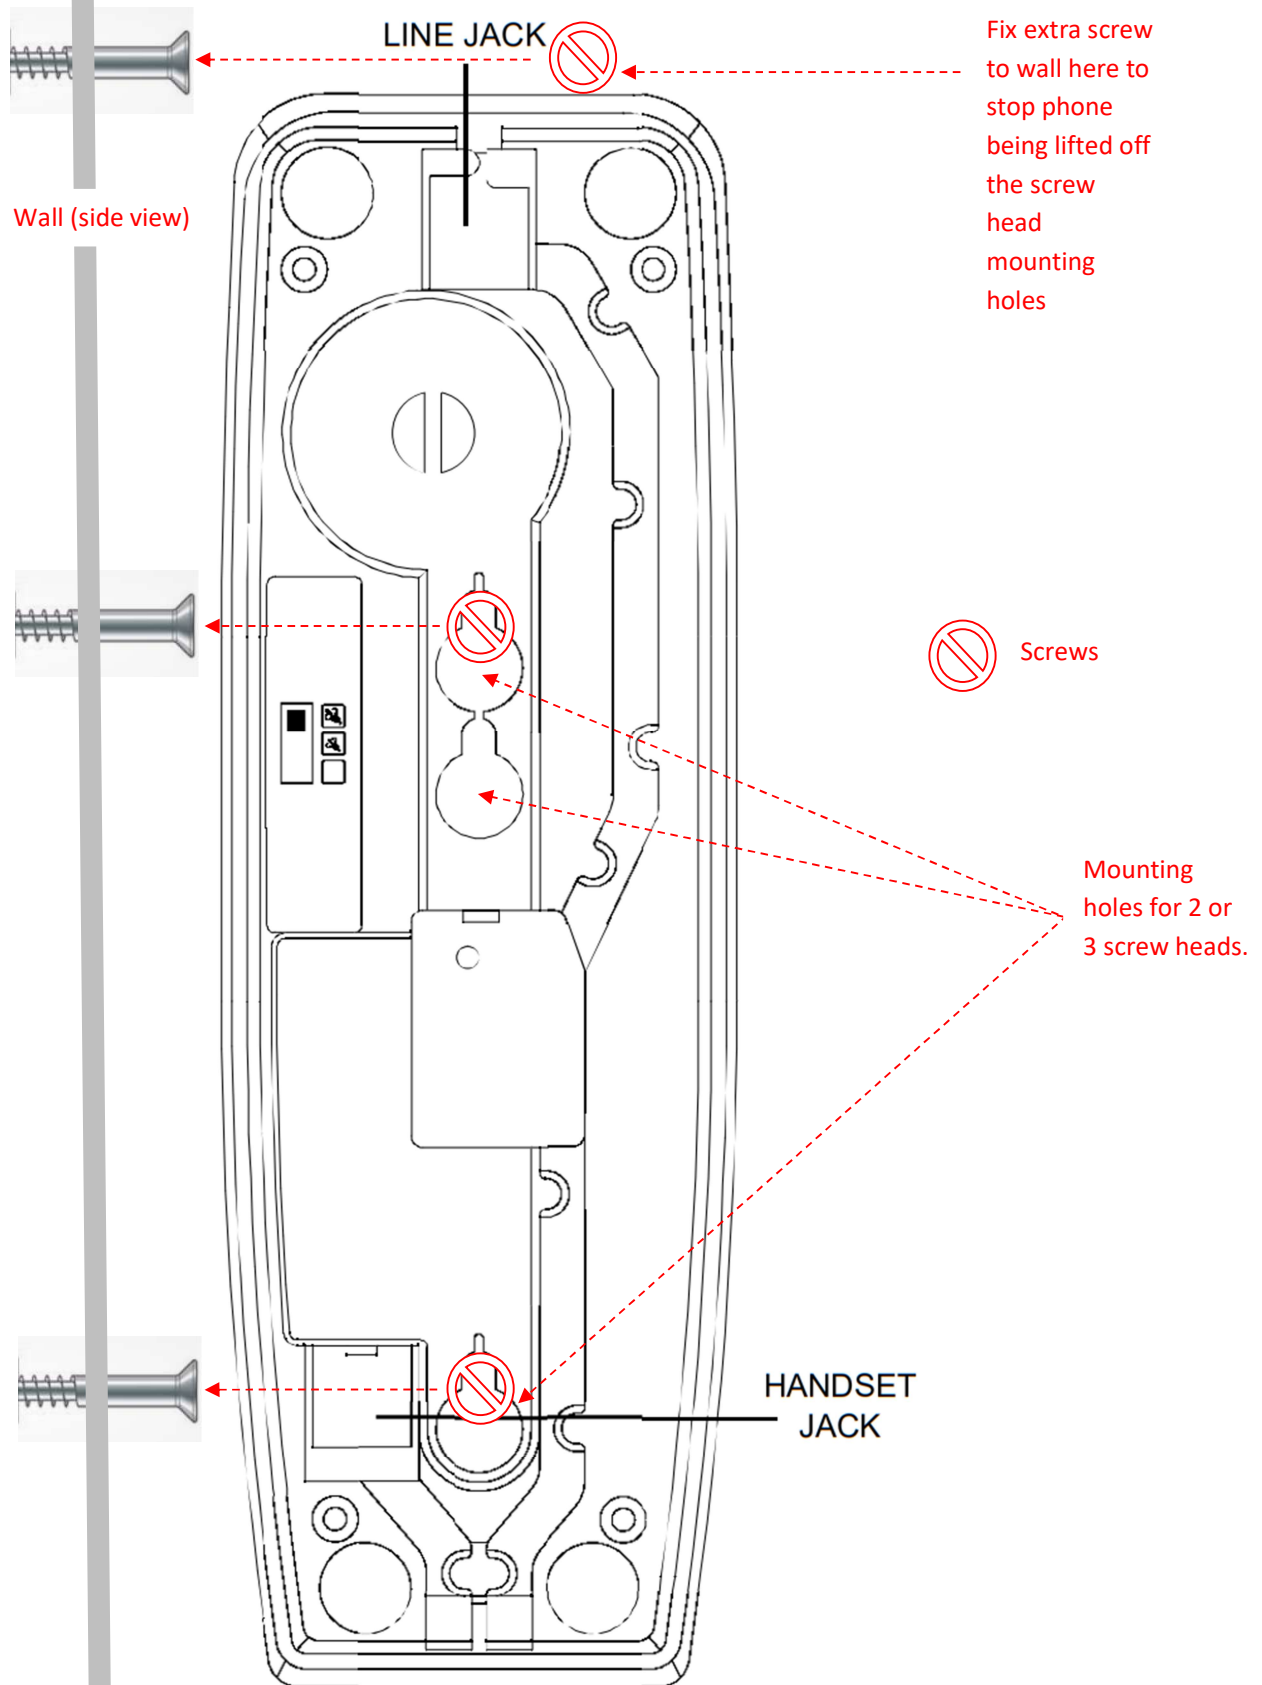 LINE JACK
Fix extra screw
to wall here to
stop phone
being lifted off
the screw
head
mounting
holes
Wall (side view)
Screws
Mounting
holes for 2 or
3 screw heads.
HANDSET
JACK